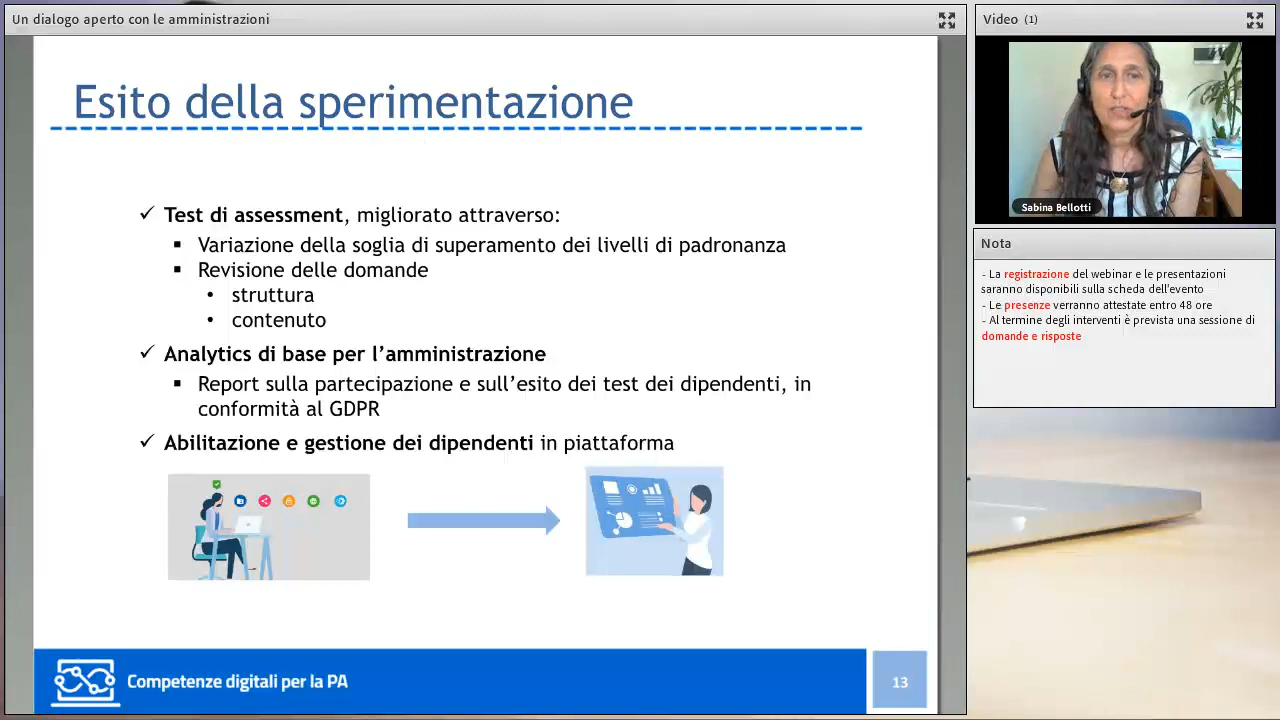 Un dialogo aperto con le amministrazioni
Esito della sperimentazione
✓ Test di assessment, migliorato attraverso:
▪ Variazione della soglia di superamento dei livelli di padronanza
▪ Revisione delle domande
• struttura
• contenuto
✓ Analytics di base per l’amministrazione
▪ Report sulla partecipazione e sull’esito dei test dei dipendenti, in
conformità al GDPR
✓ Abilitazione e gestione dei dipendenti in piattaforma
Competenze digitali per la PA
13
Video (1)
Sabina Bellotti
Nota
- La registrazione del webinar e le presentazioni
saranno disponibili sulla scheda dell'evento
- Le presenze verranno attestate entro 48 ore
- Al termine degli interventi è prevista una sessione di
domande e risposte